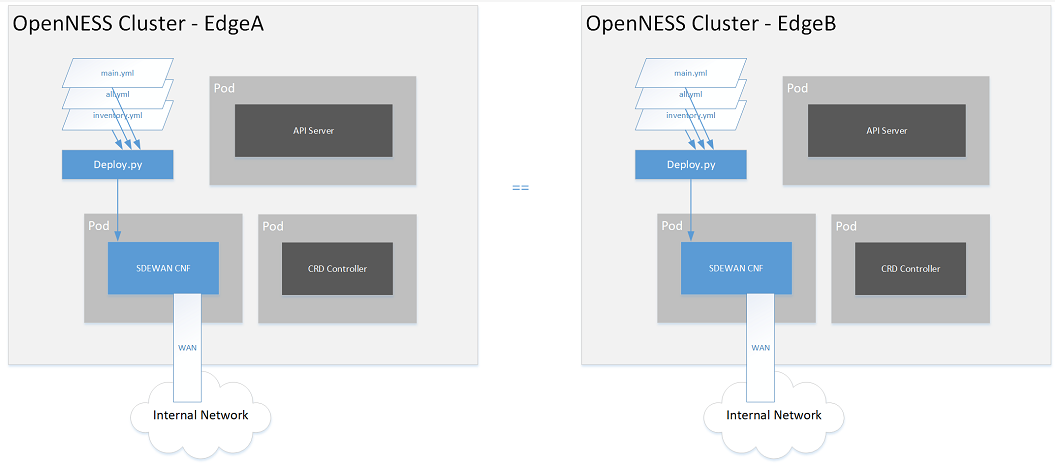 OpenNESS Cluster - EdgeA
main.yml
all.yml
inventory.yml
Deploy.py
Pod
API Server
Pod
SDEWAN CNF
Pod
CRD Controller
WAN
Internal Network
==
OpenNESS Cluster - EdgeB
main.yml
all.yml
inventory.yml
Deploy.py
Pod
API Server
Pod
SDEWAN CNF
Pod
CRD Controller
WAN
Internal Network